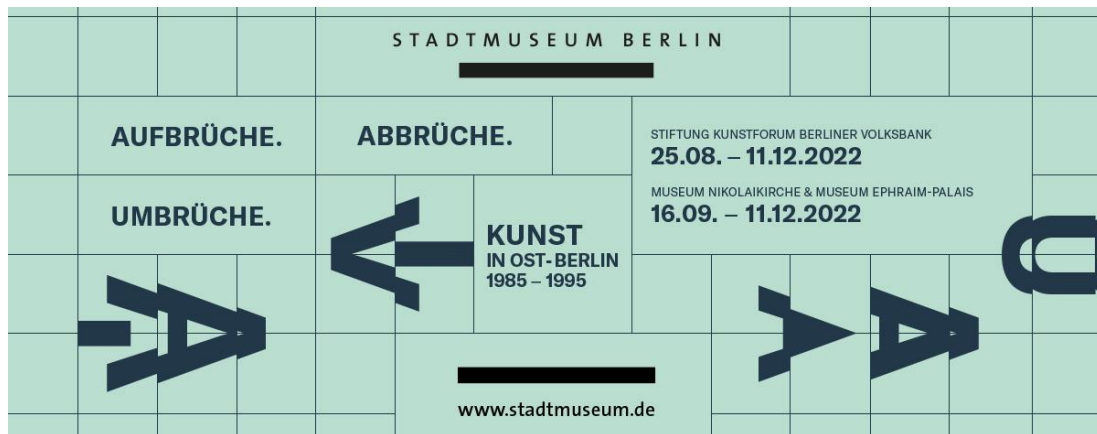 STADTMUSEUM BERLIN
AUFBRÜCHE.
ABBRÜCHE.
UMBRÜCHE.
KUNST
IN OST-BERLIN
1985 – 1995
STIFTUNG KUNSTFORUM BERLINER VOLKSBANK
25.08. – 11.12.2022
MUSEUM NIKOLAIKIRCHE & MUSEUM EPHRAIM-PALAIS
16.09. – 11.12.2022
www.stadtmuseum.de